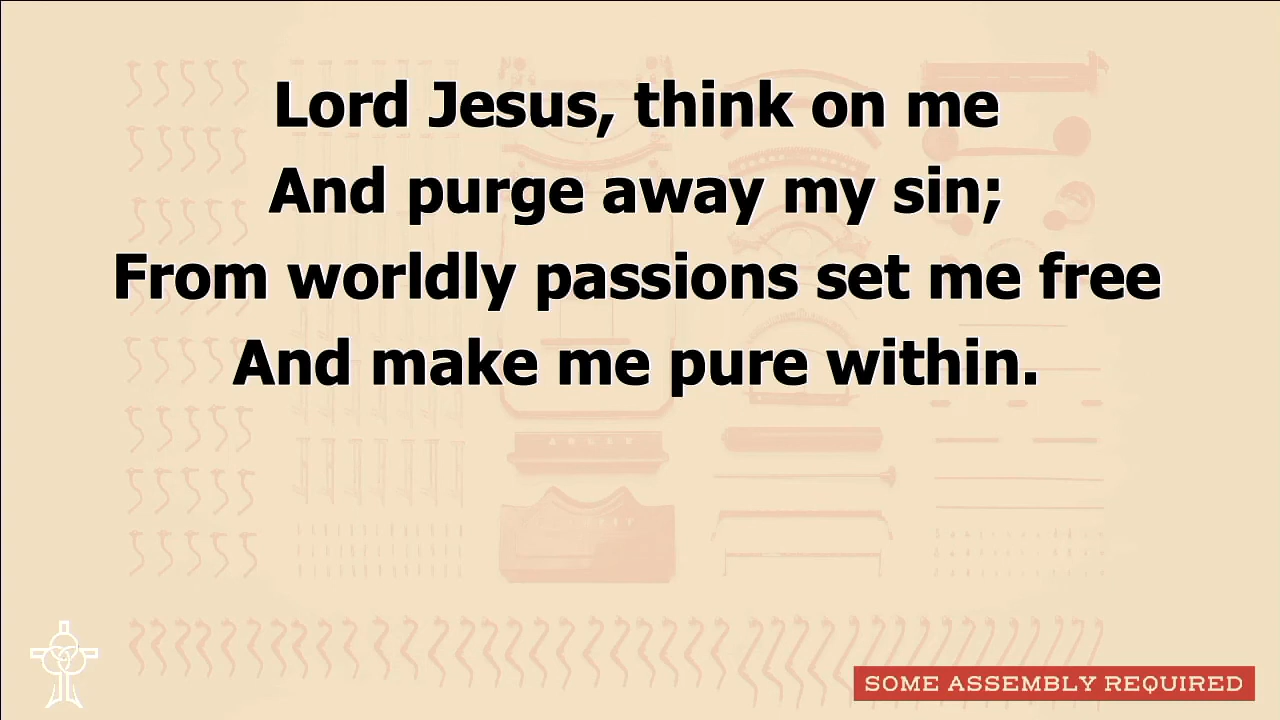 Lord Jesus, think on me
And purge away my sin;
From worldly passions set me free
And make me pure within.
SOME ASSEMBLY REQUIRED